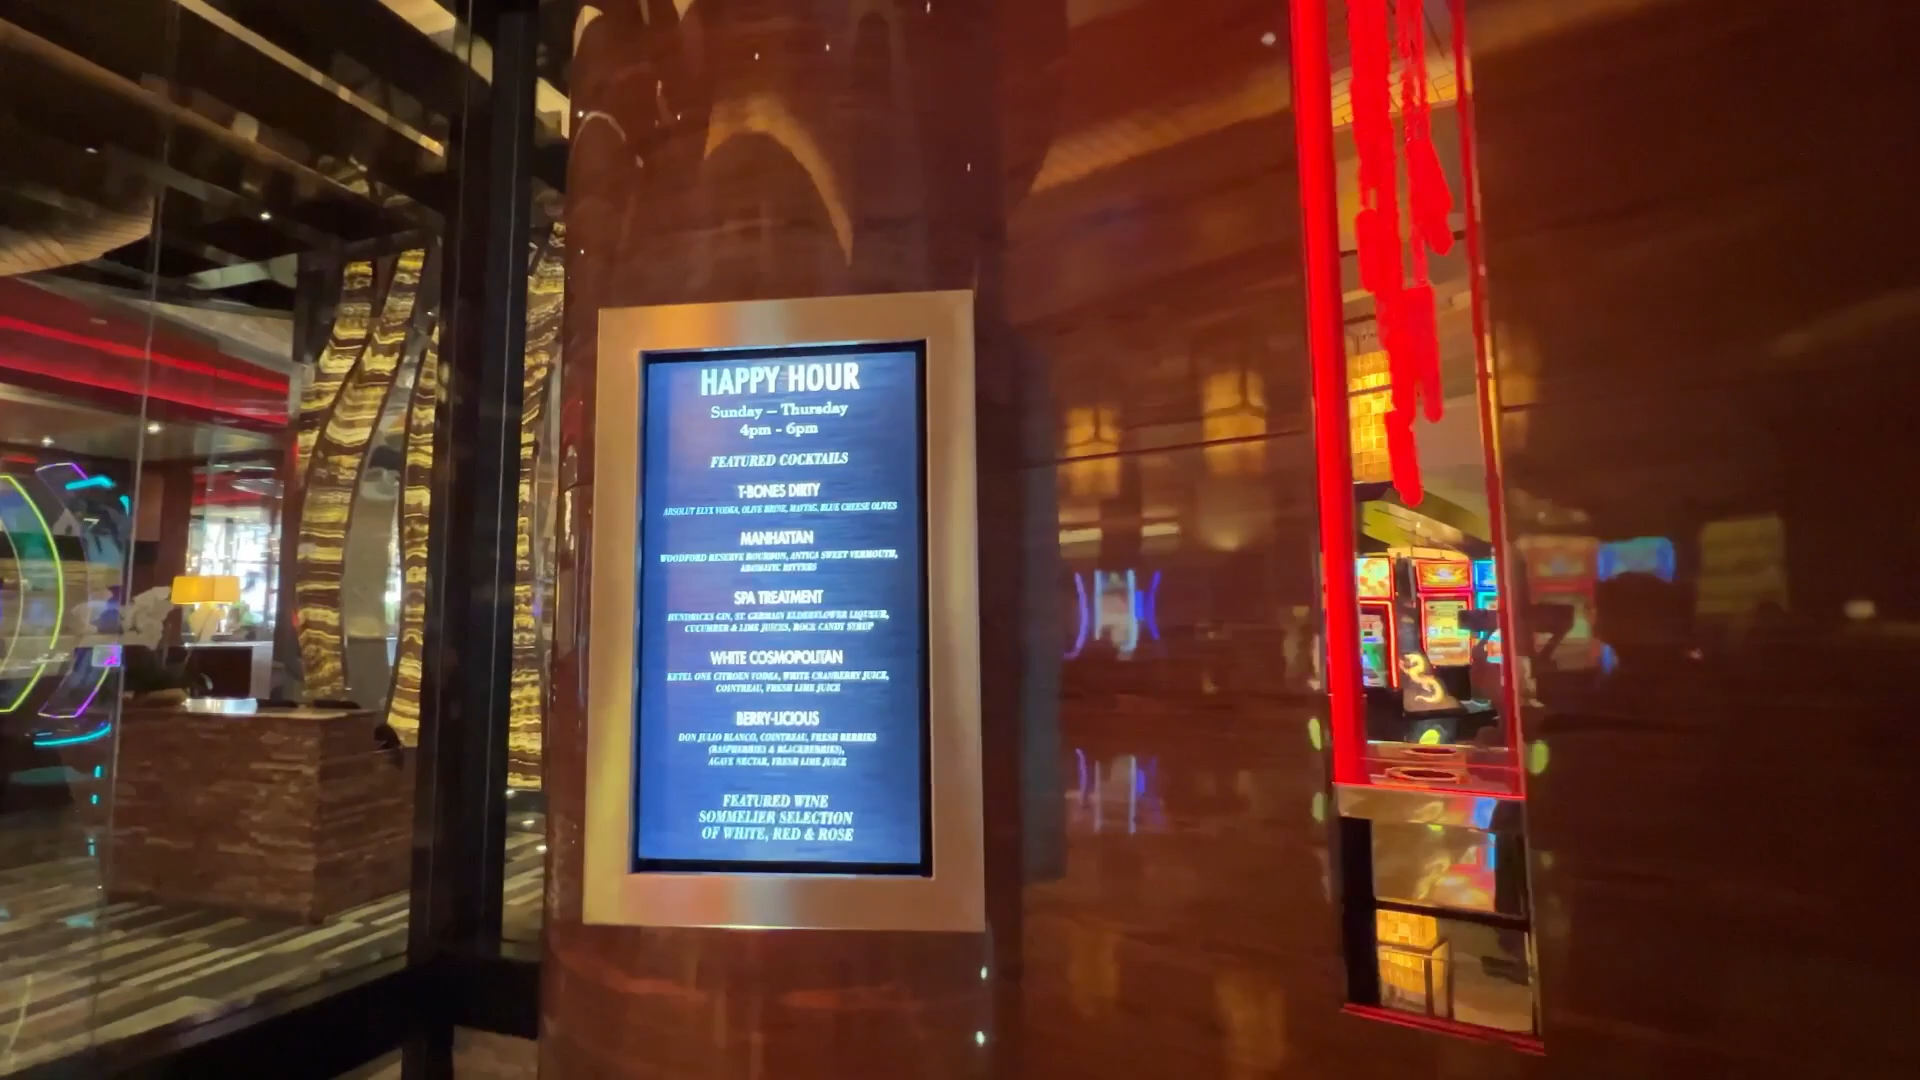 HAPPY HOUR
Sunday – Thursday
4pm - 6pm
FEATURED COCKTAILS
T-BONES DIRTY
ABSOLUT ELYX VODKA, OLIVE BRINE, MAYTAG, BLUE CHEESE OLIVES
MANHATTAN
WOODFORD RESERVE BOURBON, ANTICA SWEET VERMOUTH,
AROMATIC BITTERS
SPA TREATMENT
HENDRICKS GIN, ST. GERMAIN ELDERFLOWER LIQUEUR,
CUCUMBER & LIME JUICES, ROCK CANDY SYRUP
WHITE COSMOPOLITAN
KETEL ONE CITROEN VODKA, WHITE CRANBERRY JUICE,
COINTREAU, FRESH LIME JUICE
BERRY-LICIOUS
DON JULIO BLANCO, COINTREAU, FRESH BERRIES
(RASPBERRIES & BLACKBERRIES),
AGAVE NECTAR, FRESH LIME JUICE
FEATURED WINE
SOMMELIER SELECTION
OF WHITE, RED & ROSE